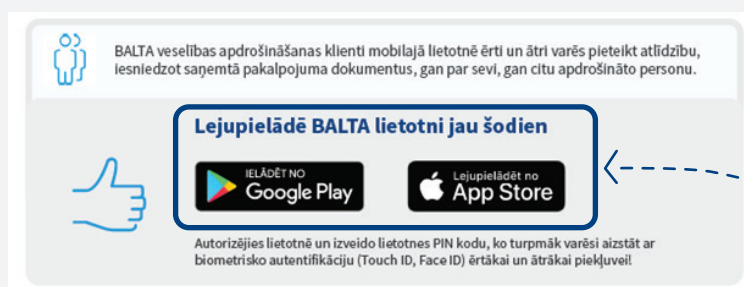 BALTA veselības apdrošināšanas klienti mobilajā lietotnē ērti un ātri varēs pieteikt atlīdzību,
iesniedzot saņemtā pakalpojuma dokumentus, gan par sevi, gan citu apdrošināto personu.
Lejupielādē BALTA lietotni jau šodien
IELĀDĒT NO
Google Play
Lejupielādēt no
App Store
Autorizējies lietotnē un izveido lietotnes PIN kodu, ko turpmāk varēsi aizstāt ar
biometrisko autentifikāciju (Touch ID, Face ID) ērtākai un ātrākai piekļuvei!